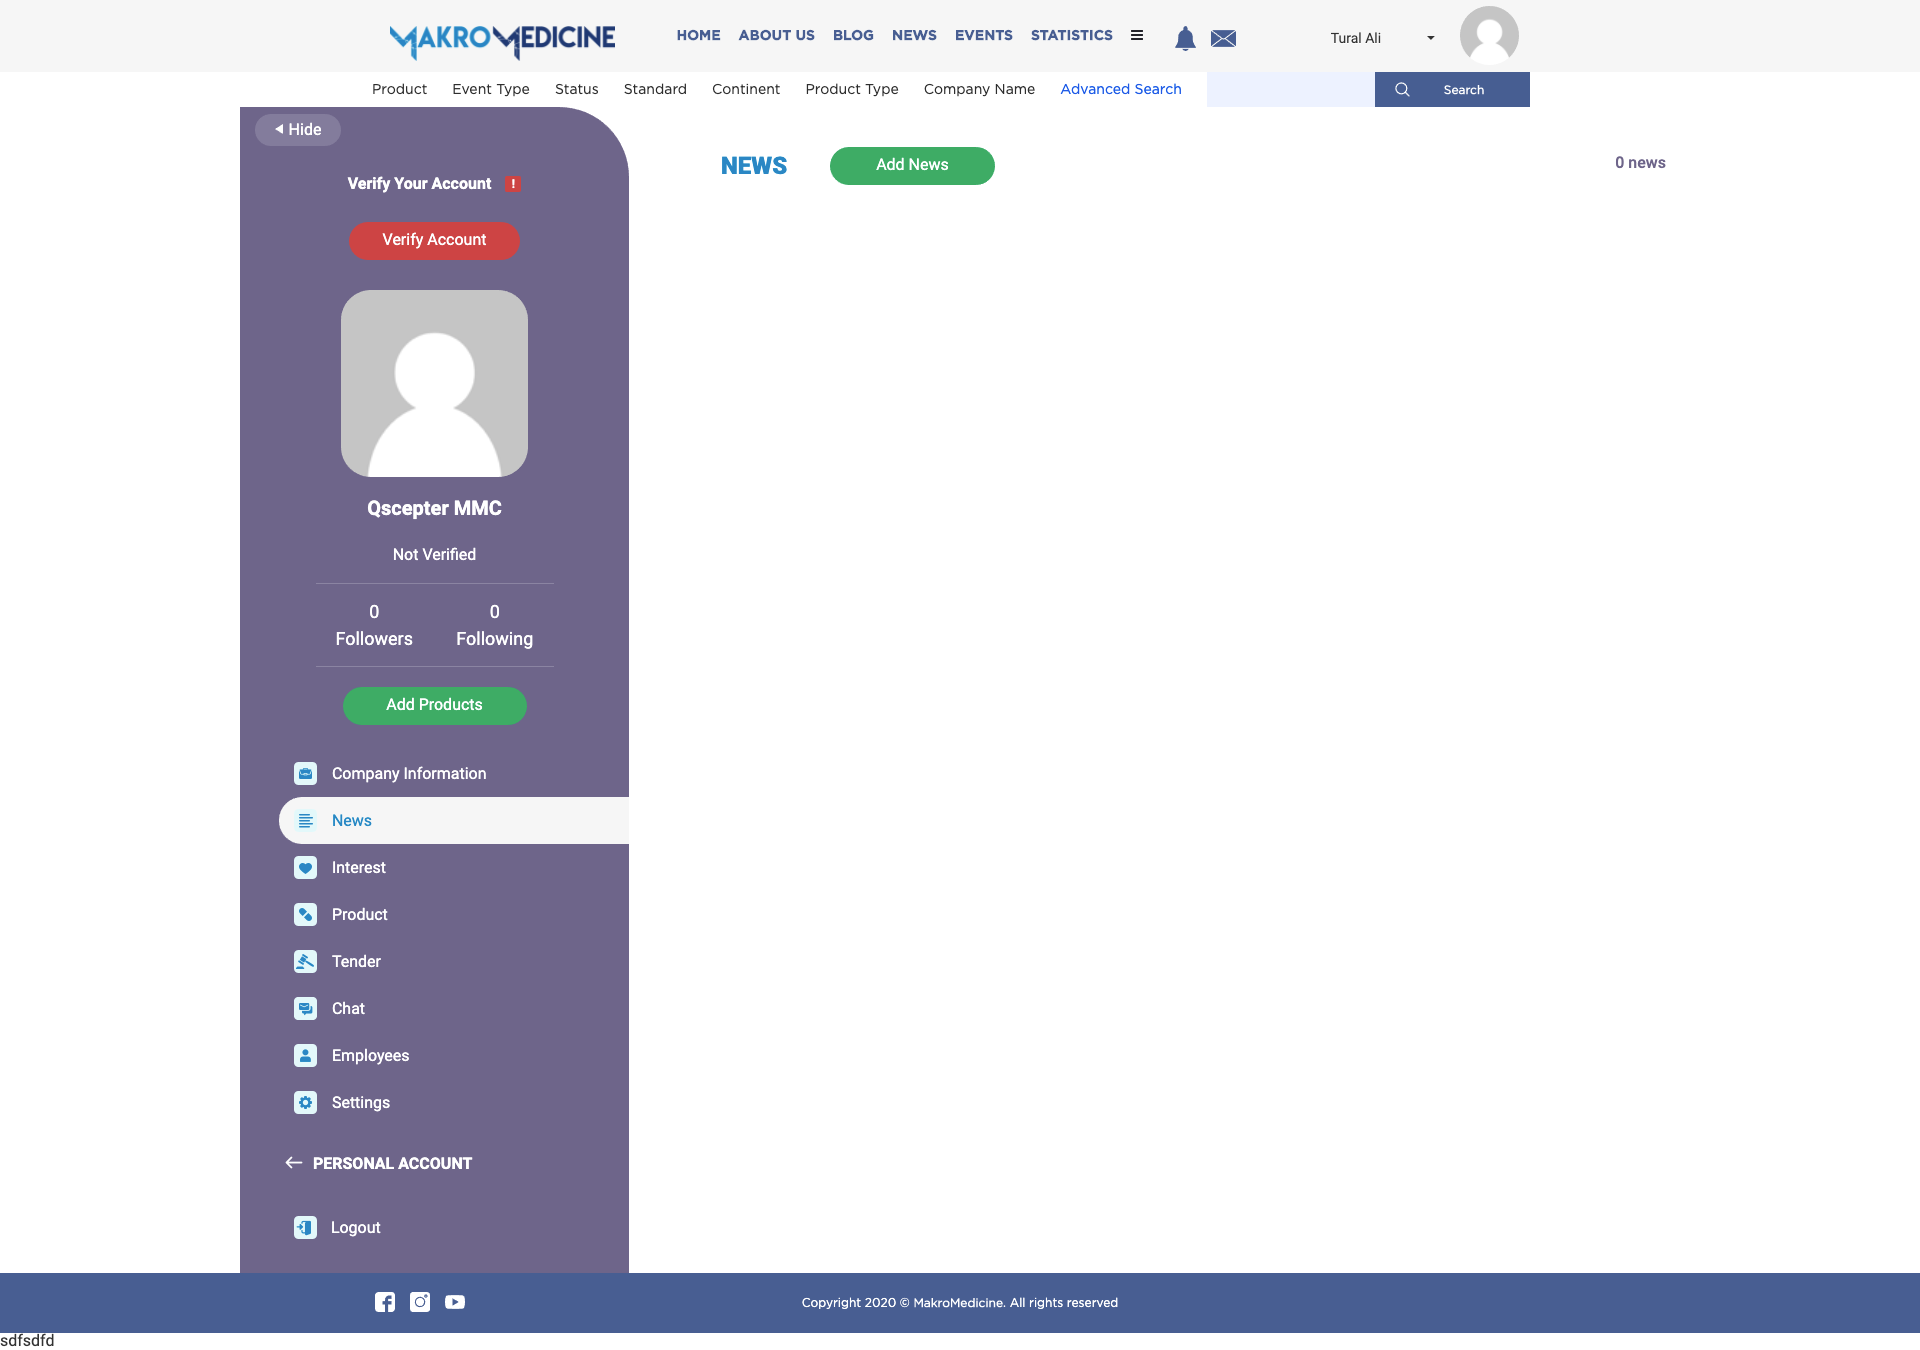 MAKROMEDICINE HOME ABOUT US BLOG NEWS EVENTS STATISTICS Tural Ali
Product Event Type Status Standard Continent Product Type Company Name Advanced Search Search
Hide
NEWS Add News 0 news
Verify Your Account !
Verify Account
Qscepter MMC
Not Verified
0 0
Followers Following
Add Products
Company Information
News
Interest
Product
Tender
Chat
Employees
Settings
PERSONAL ACCOUNT
Logout
Copyright 2020 © MakroMedicine. All rights reserved
sdfsdfd